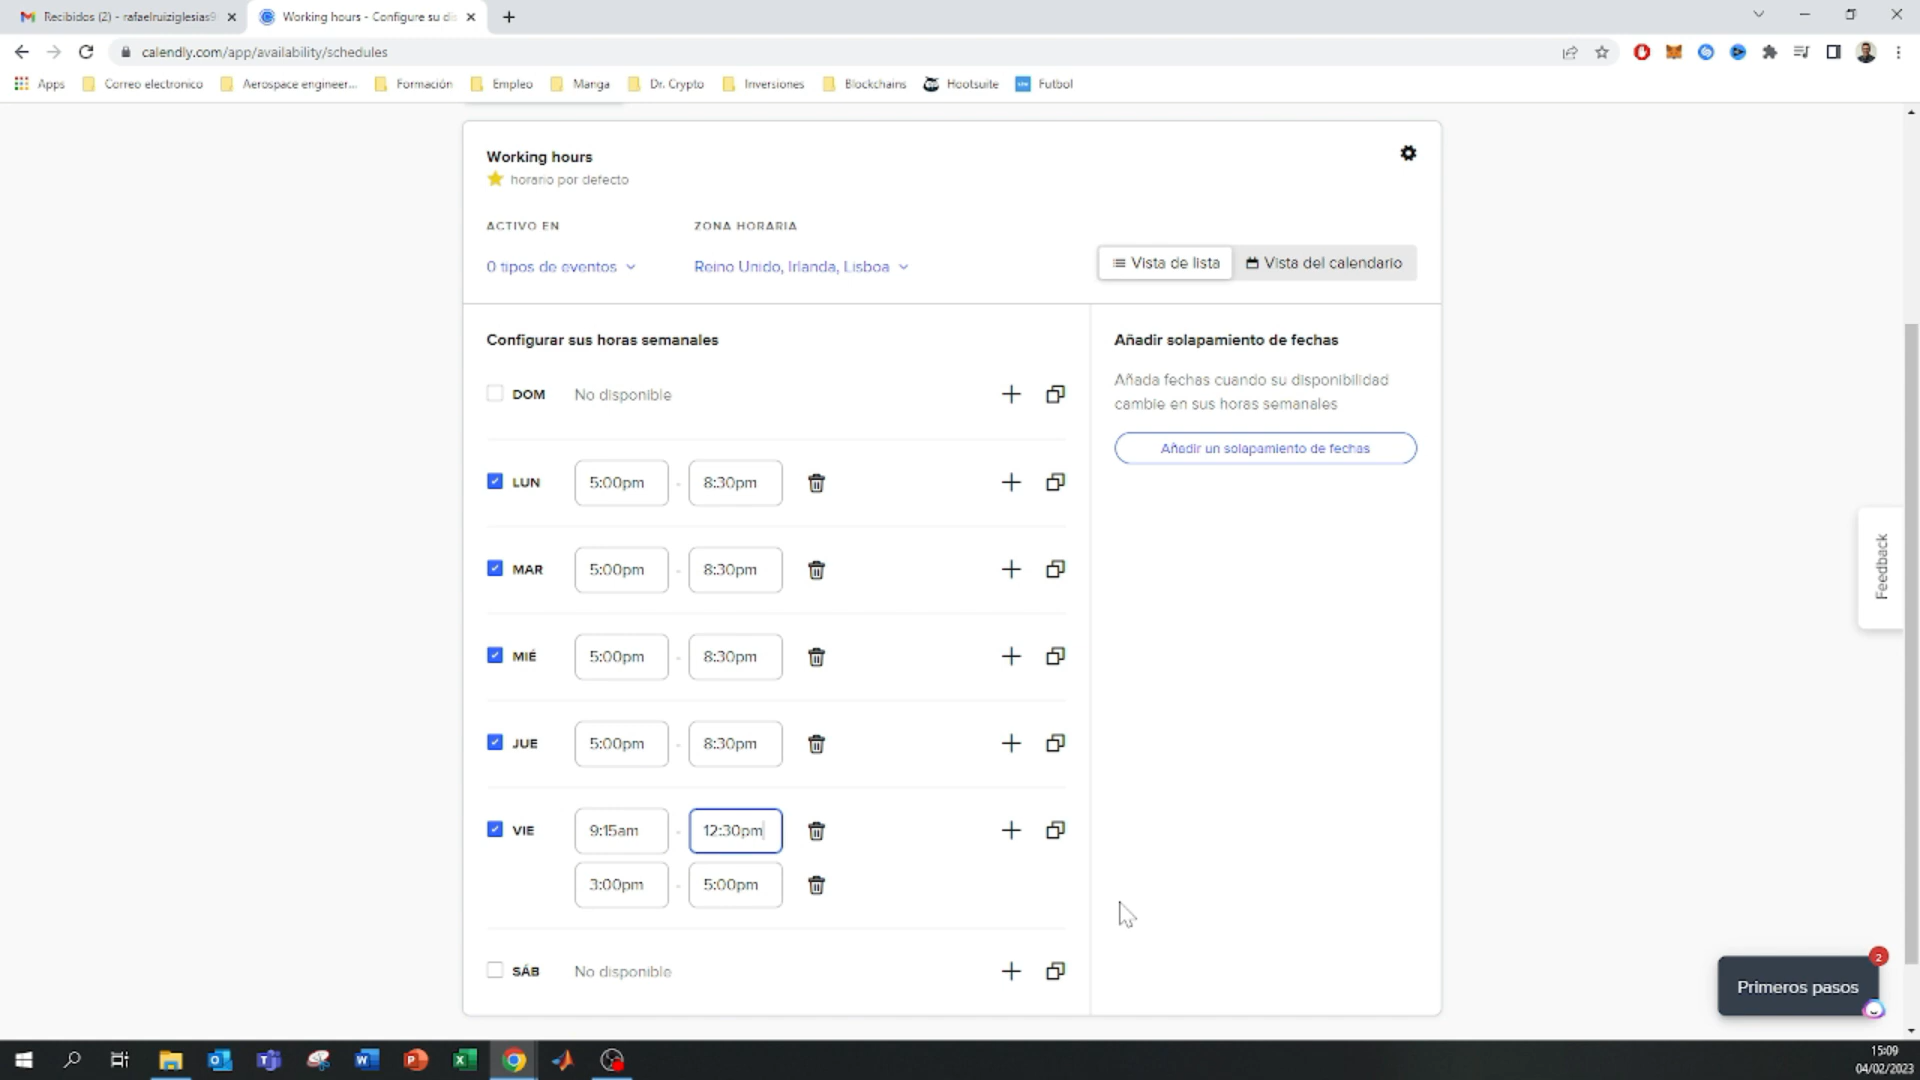 Recibidos (2) - rafaelruiziglesias9
Working hours - Configure su di
calendly.com/app/availability/schedules
Apps
Correo electronico
Aerospace engineer...
Formación
Empleo
Manga
Dr. Crypto
Inversiones
Blockchains
Hootsuite
Futbol
Working hours
horario por defecto
ACTIVO EN
ZONA HORARIA
0 tipos de eventos
Reino Unido, Irlanda, Lisboa
Vista de lista
Vista del calendario
Configurar sus horas semanales
Añadir solapamiento de fechas
Añada fechas cuando su disponibilidad
cambie en sus horas semanales
Añadir un solapamiento de fechas
DOM No disponible
LUN 5:00pm - 8:30pm
MAR 5:00pm - 8:30pm
MIÉ 5:00pm - 8:30pm
JUE 5:00pm - 8:30pm
VIE 9:15am - 12:30pm
3:00pm - 5:00pm
SÁB No disponible
Feedback
2
Primeros pasos
15:09
04/02/2023